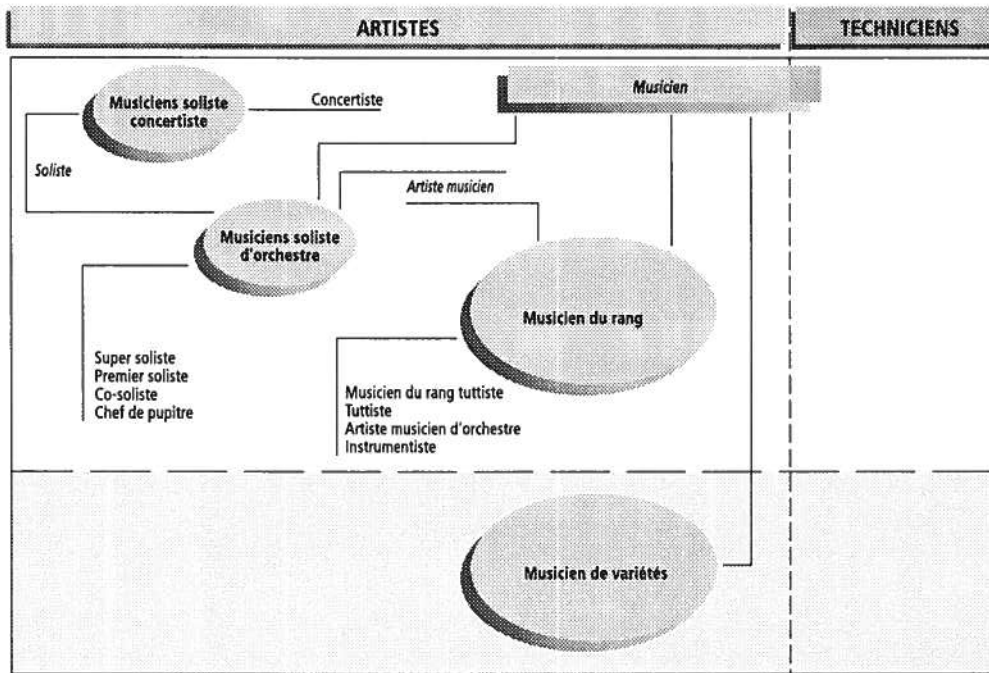 ARTISTES
TECHNICIENS
Musiciens soliste
concertiste
Concertiste
Musicien
Soliste
Artiste musicien
Musiciens soliste
d'orchestre
Musicien du rang
Super soliste
Premier soliste
Co-soliste
Chef de pupitre
Musicien du rang tuttiste
Tuttiste
Artiste musicien d'orchestre
Instrumentiste
Musicien de variétés